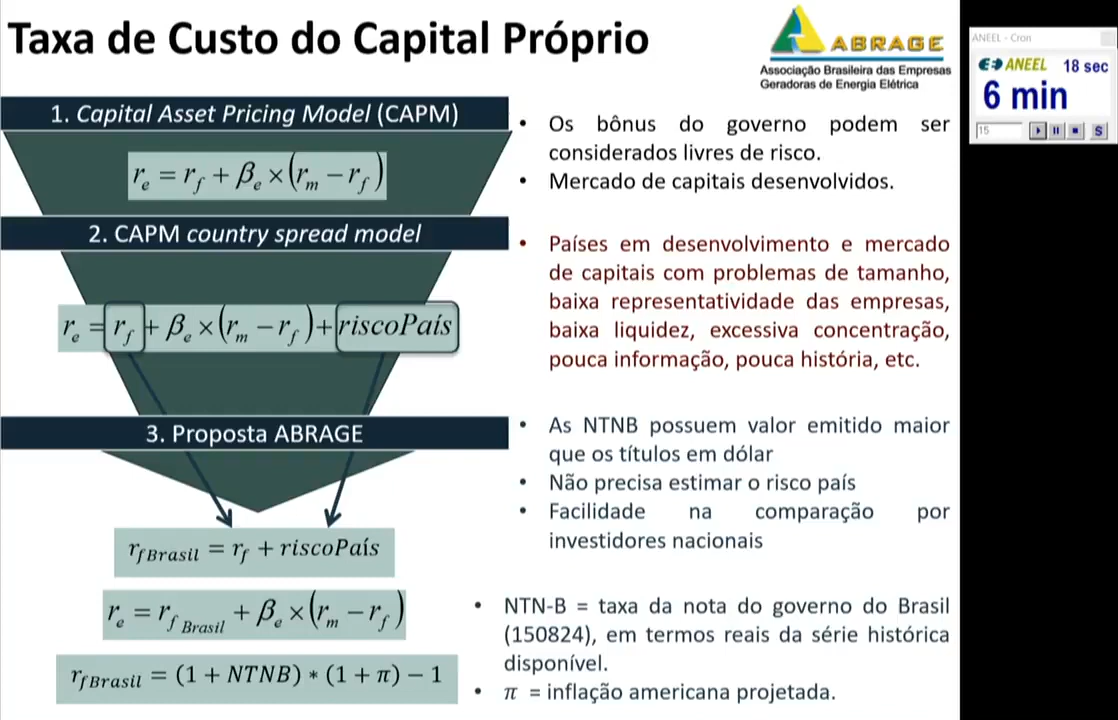 Taxa de Custo do Capital Próprio
ABRAGE
Associação Brasileira das Empresas
Geradoras de Energia Elétrica
ANEEL - Cron
ANEEL 18 sec
6 min
15
S
1. Capital Asset Pricing Model (CAPM)
r_e = r_f + β_e × (r_m − r_f)
• Os bônus do governo podem ser
considerados livres de risco.
• Mercado de capitais desenvolvidos.
2. CAPM country spread model
r_e = r_f + β_e × (r_m − r_f) + riscoPaís
• Países em desenvolvimento e mercado
de capitais com problemas de tamanho,
baixa representatividade das empresas,
baixa liquidez, excessiva concentração,
pouca informação, pouca história, etc.
3. Proposta ABRAGE
• As NTNB possuem valor emitido maior
que os títulos em dólar
• Não precisa estimar o risco país
• Facilidade na comparação por
investidores nacionais
r_fBrasil = r_f + riscoPaís
r_e = r_f Brasil + β_e × (r_m − r_f)
r_fBrasil = (1 + NTNB) ∗ (1 + π) − 1
• NTN-B = taxa da nota do governo do Brasil
(150824), em termos reais da série histórica
disponível.
• π = inflação americana projetada.